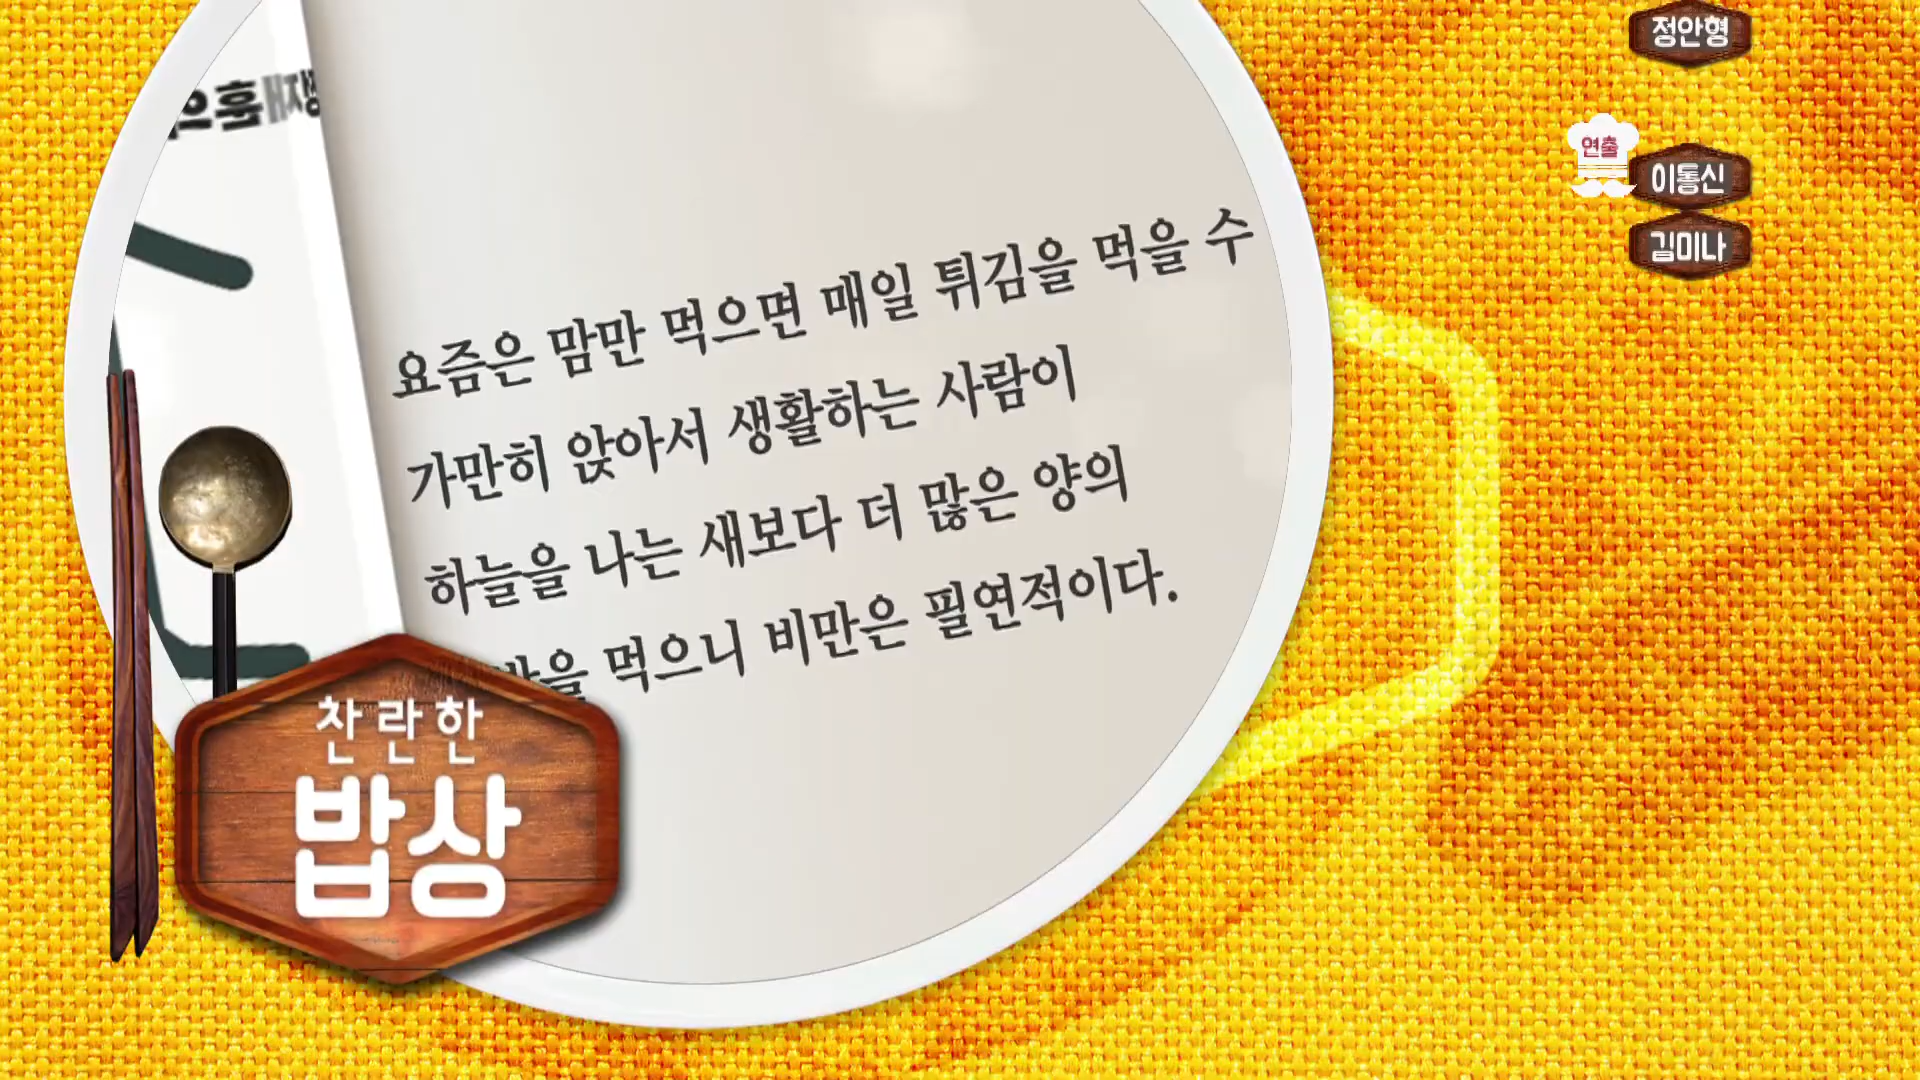 정안형
연출
이통신
김미나
요즘은 맘만 먹으면 매일 튀김을 먹을 수
가만히 앉아서 생활하는 사람이
하늘을 나는 새보다 더 많은 양의
먹으니 비만은 필연적이다.
찬란한
밥상